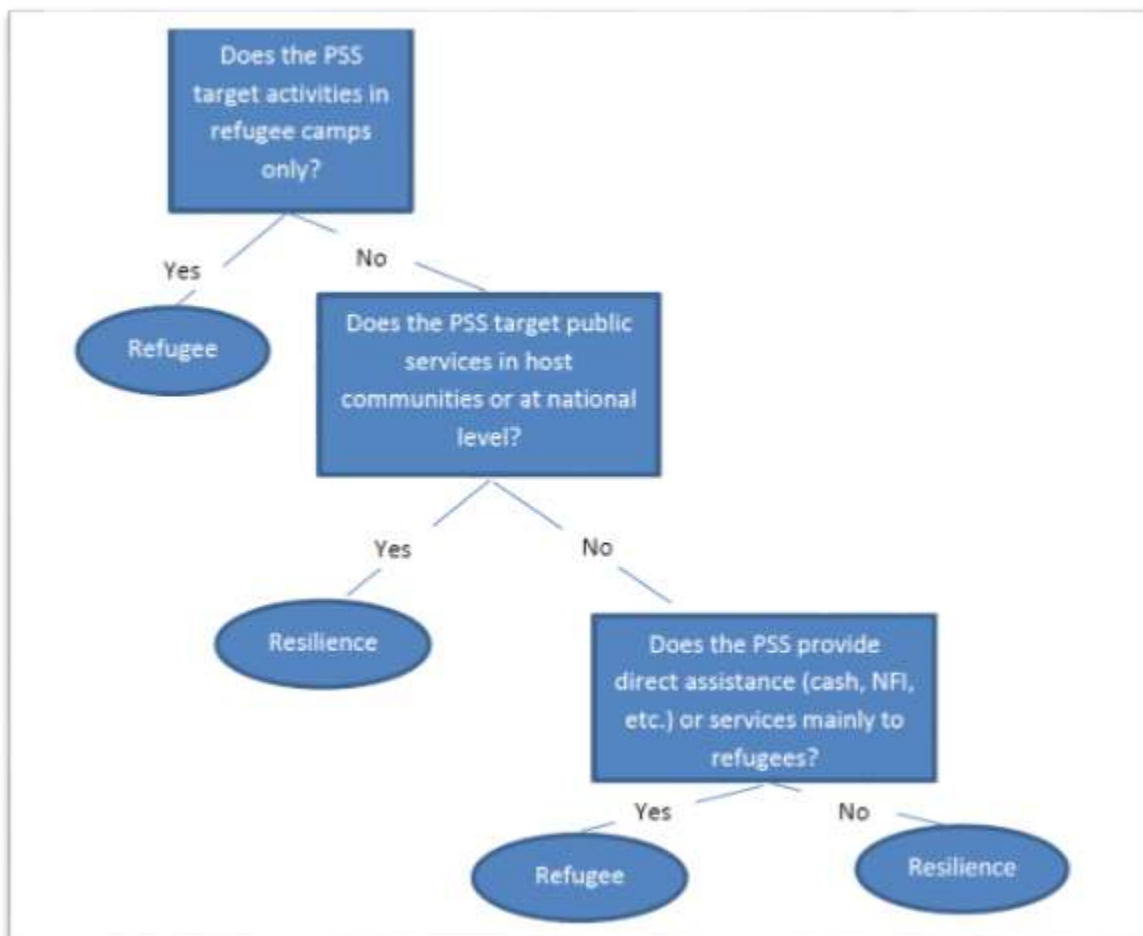 Does the PSS
target activities in
refugee camps
only?
Yes
No
Refugee
Does the PSS target public
services in host
communities or at national
level?
Yes
No
Resilience
Does the PSS provide
direct assistance (cash, NFI,
etc.) or services mainly to
refugees?
Yes
No
Refugee
Resilience